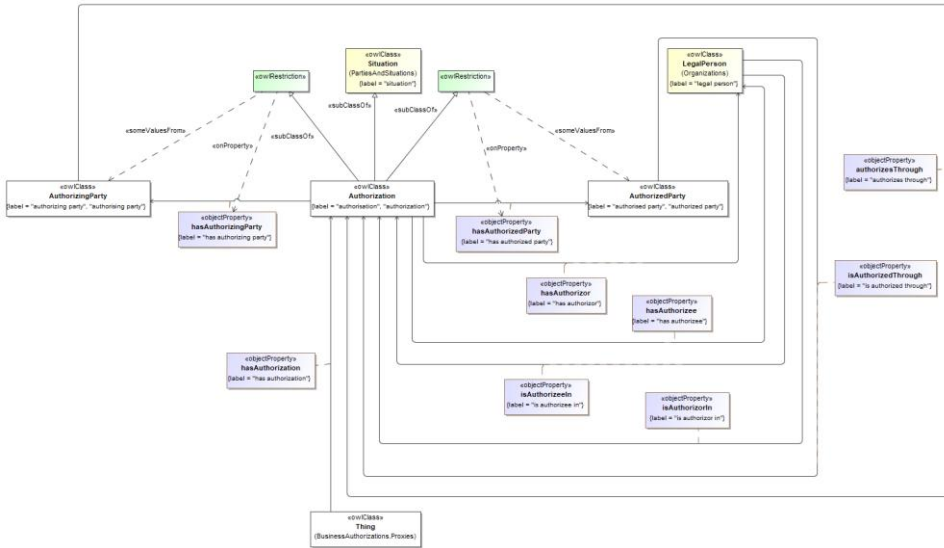 «owlClass»
Situation
(PartiesAndSituations)
{label = "situation"}
«owlClass»
LegalPerson
(Organizations)
{label = "legal person"}
«owlRestriction»
«owlRestriction»
«subClassOf»
«subClassOf»
«subClassOf»
«someValuesFrom»
«onProperty»
«onProperty»
«someValuesFrom»
«owlClass»
AuthorizingParty
{label = "authorizing party", "authorising party"}
«owlClass»
Authorization
{label = "authorisation", "authorization"}
«owlClass»
AuthorizedParty
{label = "authorised party", "authorized party"}
«objectProperty»
authorizesThrough
{label = "authorizes through"}
«objectProperty»
hasAuthorizingParty
{label = "has authorizing party"}
«objectProperty»
hasAuthorizedParty
{label = "has authorized party"}
«objectProperty»
isAuthorizedThrough
{label = "is authorized through"}
«objectProperty»
hasAuthorizor
{label = "has authorizor"}
«objectProperty»
hasAuthorizee
{label = "has authorizee"}
«objectProperty»
hasAuthorization
{label = "has authorization"}
«objectProperty»
isAuthorizeeIn
{label = "is authorizee in"}
«objectProperty»
isAuthorizorIn
{label = "is authorizor in"}
«owlClass»
Thing
(BusinessAuthorizations.Proxies)